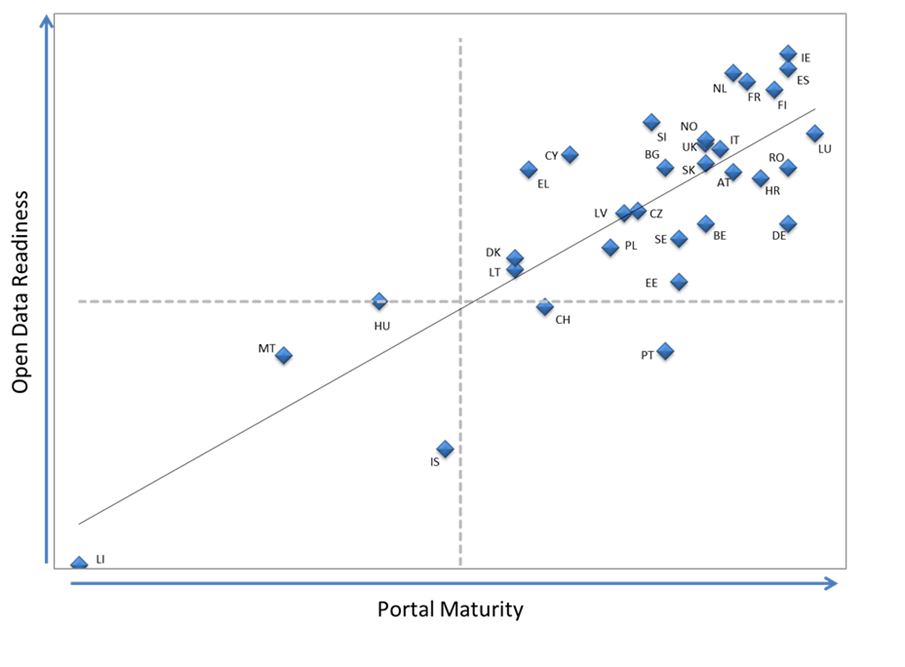 IE
ES
NL
FR
FI
SI
NO
IT
LU
UK
CY
BG
RO
SK
EL
AT
HR
LV
CZ
SE
BE
DE
PL
DK
LT
EE
CH
HU
MT
PT
IS
LI
Open Data Readiness
Portal Maturity